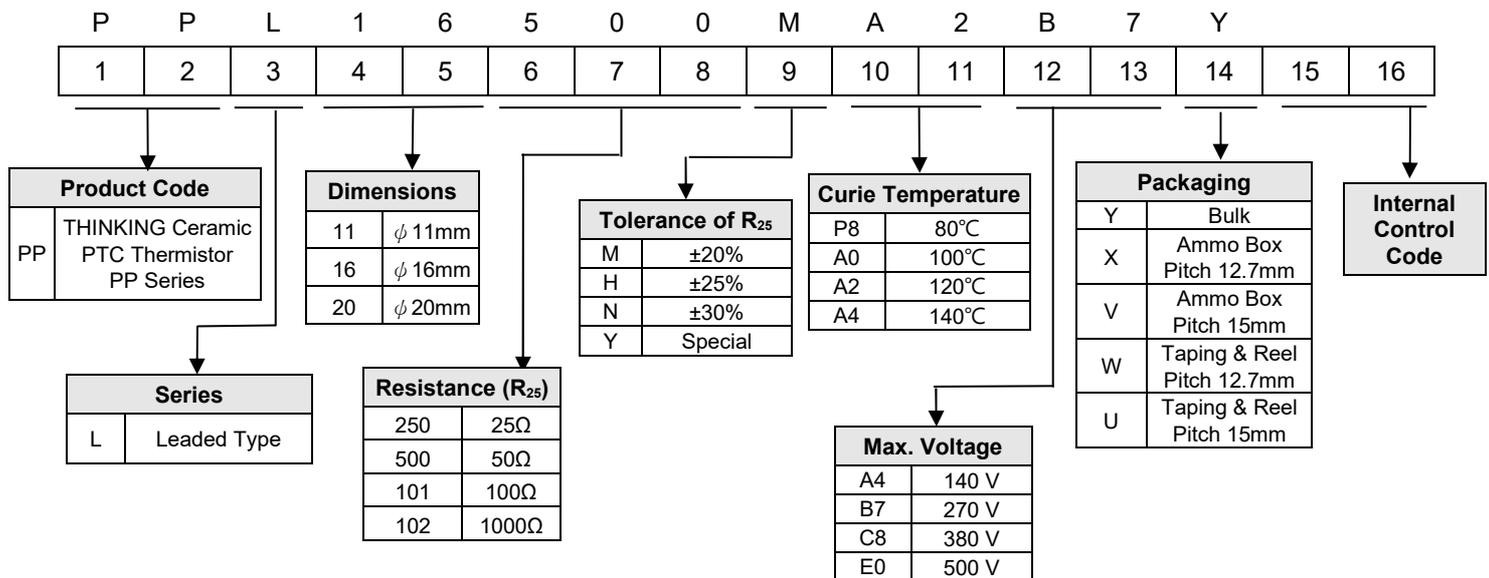 P P L 1 6 5 0 0 M A 2 B 7 Y
1 2 3 4 5 6 7 8 9 10 11 12 13 14 15 16
Product Code
PP
THINKING Ceramic
PTC Thermistor
PP Series
Series
L Leaded Type
Dimensions
11 φ 11mm
16 φ 16mm
20 φ 20mm
Resistance (R25)
250 25Ω
500 50Ω
101 100Ω
102 1000Ω
Tolerance of R25
M ±20%
H ±25%
N ±30%
Y Special
Curie Temperature
P8 80℃
A0 100℃
A2 120℃
A4 140℃
Max. Voltage
A4 140 V
B7 270 V
C8 380 V
E0 500 V
Packaging
Y Bulk
X
Ammo Box
Pitch 12.7mm
V
Ammo Box
Pitch 15mm
W
Taping & Reel
Pitch 12.7mm
U
Taping & Reel
Pitch 15mm
Internal
Control
Code